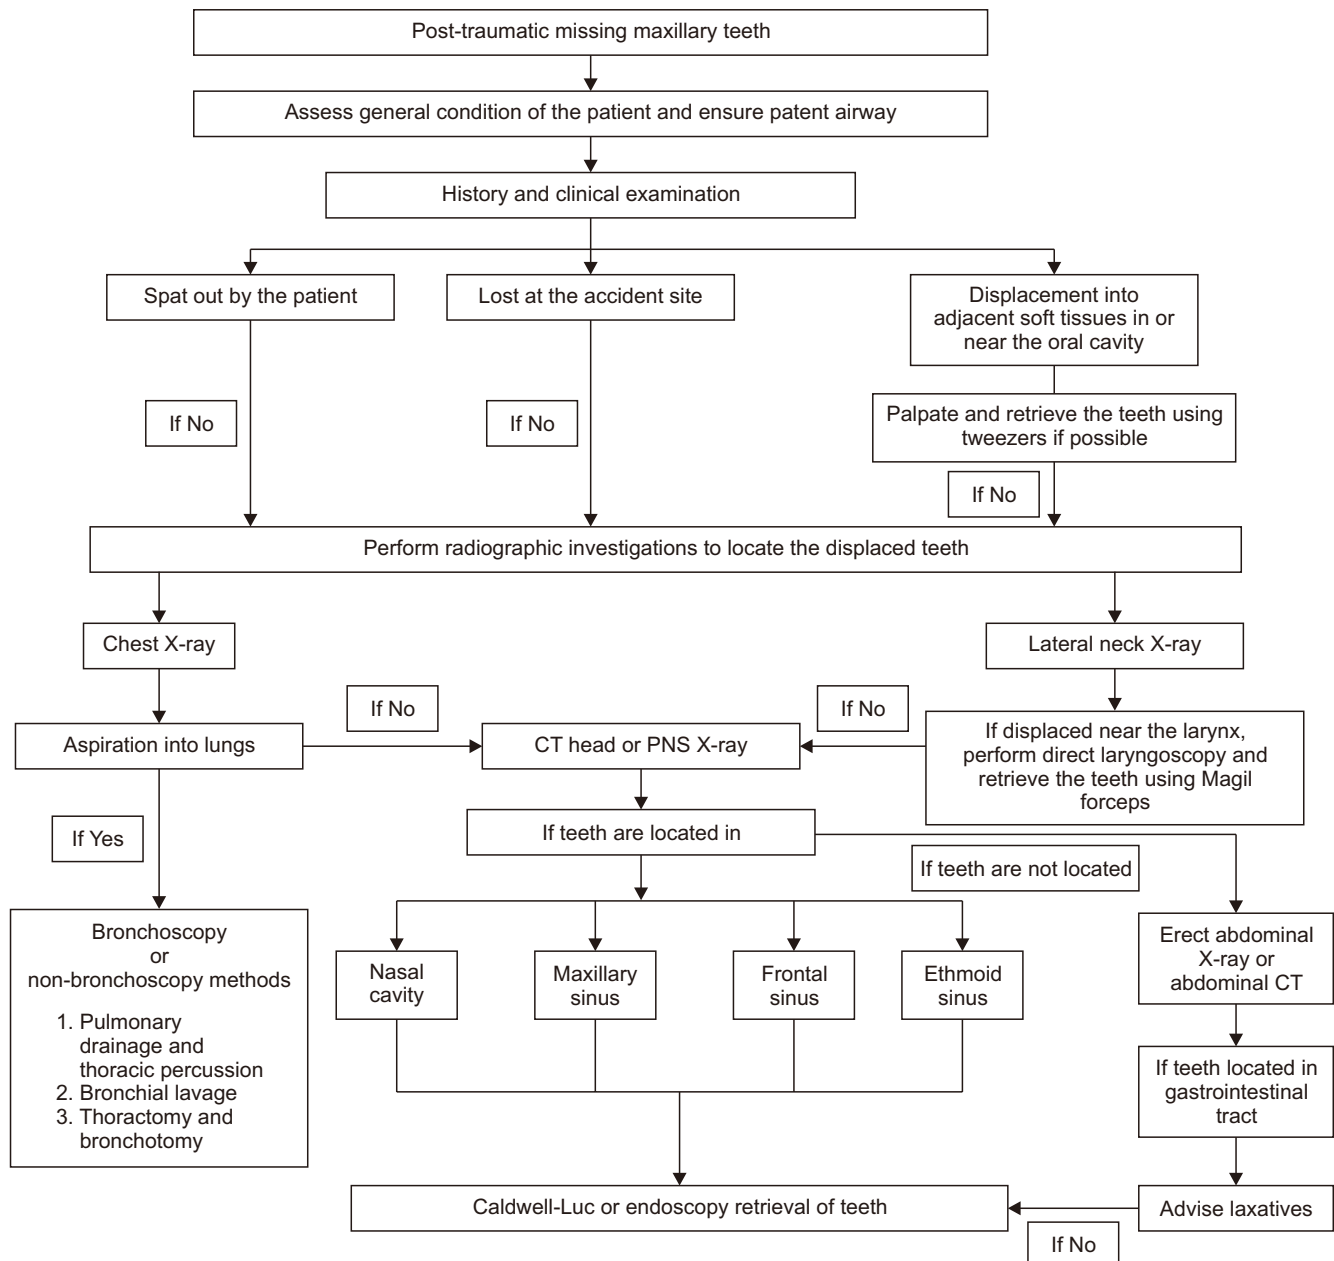 Post-traumatic missing maxillary teeth
Assess general condition of the patient and ensure patent airway
History and clinical examination
Spat out by the patient
Lost at the accident site
Displacement into
adjacent soft tissues in or
near the oral cavity
If No
If No
Palpate and retrieve the teeth using
tweezers if possible
If No
Perform radiographic investigations to locate the displaced teeth
Chest X-ray
Lateral neck X-ray
If No
If No
Aspiration into lungs
CT head or PNS X-ray
If displaced near the larynx,
perform direct laryngoscopy and
retrieve the teeth using Magil
forceps
If Yes
If teeth are located in
If teeth are not located
Bronchoscopy
or
non-bronchoscopy methods
1. Pulmonary
drainage and
thoracic percussion
2. Bronchial lavage
3. Thoractomy and
bronchotomy
Nasal
cavity
Maxillary
sinus
Frontal
sinus
Ethmoid
sinus
Erect abdominal
X-ray or
abdominal CT
If teeth located in
gastrointestinal
tract
Caldwell-Luc or endoscopy retrieval of teeth
Advise laxatives
If No